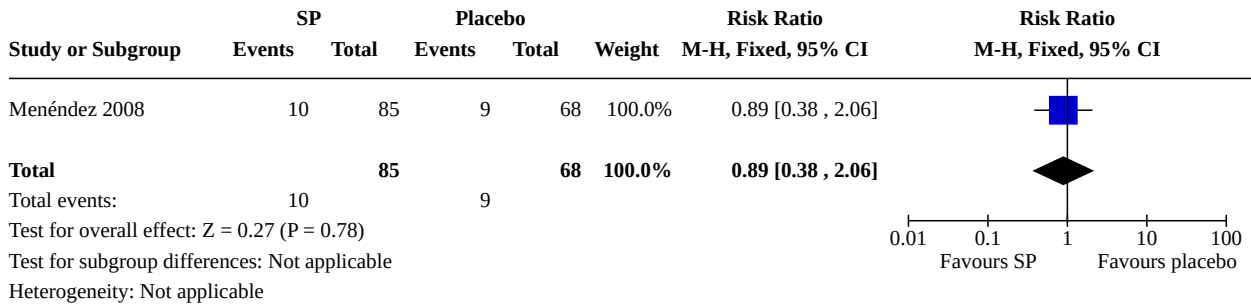 SP Placebo Risk Ratio Risk Ratio
Study or Subgroup Events Total Events Total Weight M-H, Fixed, 95% CI M-H, Fixed, 95% CI
Menéndez 2008 10 85 9 68 100.0% 0.89 [0.38 , 2.06]
Total 85 68 100.0% 0.89 [0.38 , 2.06]
Total events: 10 9
Test for overall effect: Z = 0.27 (P = 0.78) 0.01 0.1 1 10 100
Test for subgroup differences: Not applicable Favours SP Favours placebo
Heterogeneity: Not applicable